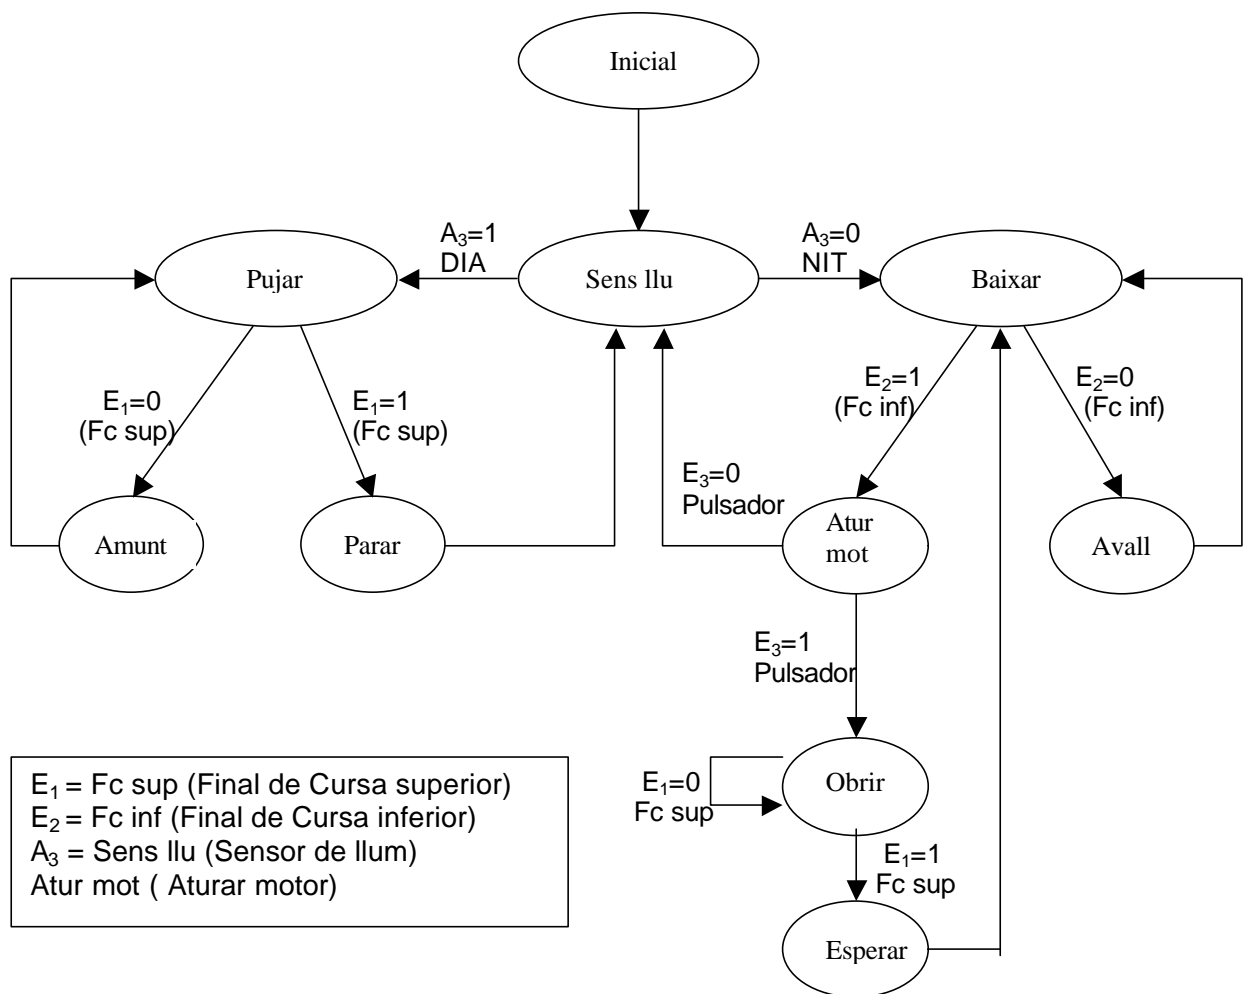 Inicial
A₃=1
DIA
A₃=0
NIT
Pujar
Sens llu
Baixar
E₁=0
(Fc sup)
E₁=1
(Fc sup)
E₂=1
(Fc inf)
E₂=0
(Fc inf)
E₃=0
Pulsador
Amunt
Parar
Atur
mot
Avall
E₃=1
Pulsador
E₁=0
Fc sup
Obrir
E₁=1
Fc sup
Esperar
E₁ = Fc sup (Final de Cursa superior)
E₂ = Fc inf (Final de Cursa inferior)
A₃ = Sens llu (Sensor de llum)
Atur mot ( Aturar motor)